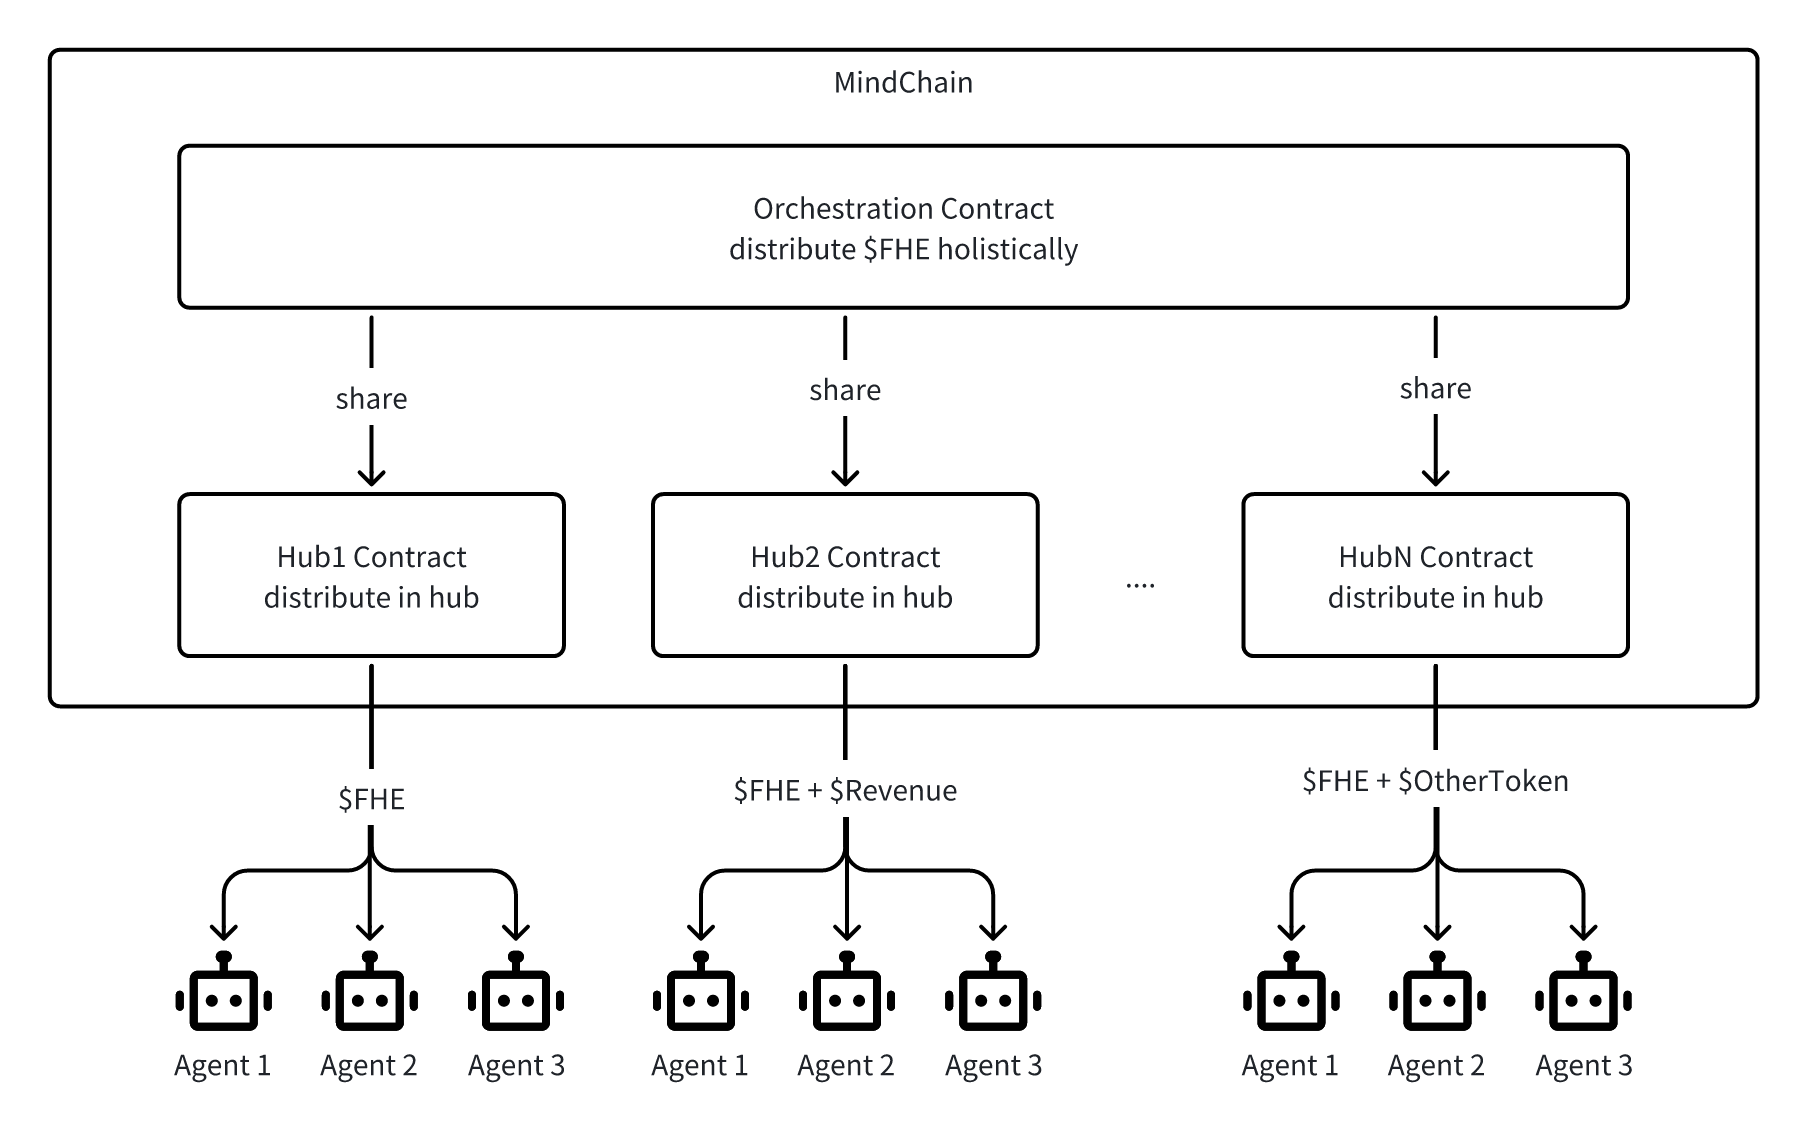 MindChain
Orchestration Contract
distribute $FHE holistically
share
share
share
Hub1 Contract
distribute in hub
Hub2 Contract
distribute in hub
....
HubN Contract
distribute in hub
$FHE
$FHE + $Revenue
$FHE + $OtherToken
Agent 1
Agent 2
Agent 3
Agent 1
Agent 2
Agent 3
Agent 1
Agent 2
Agent 3